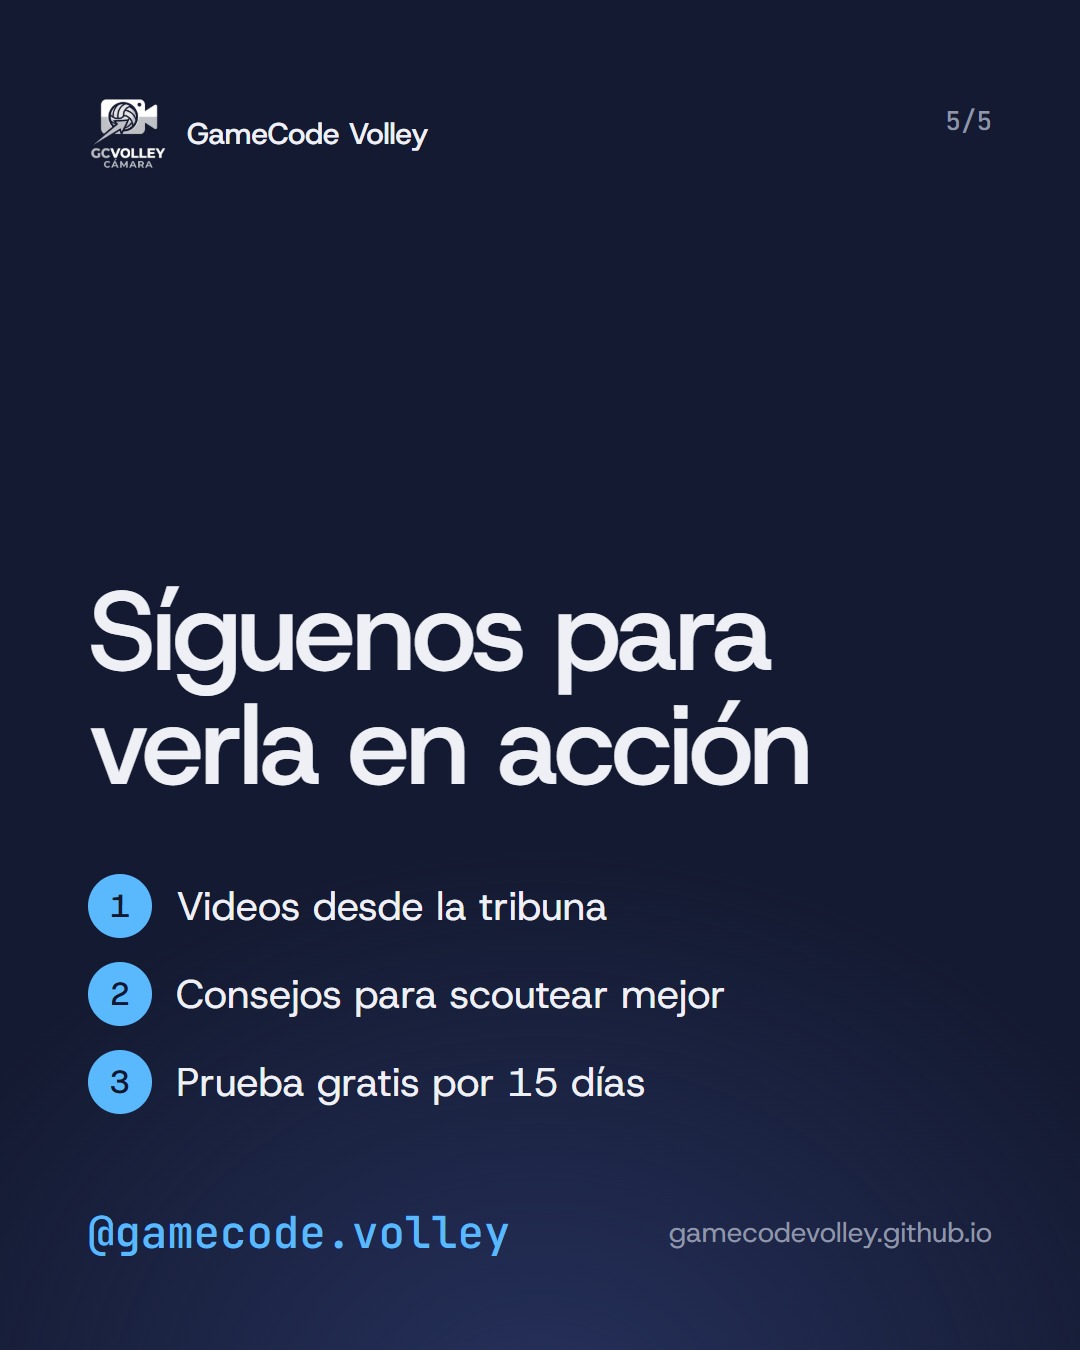 GCVOLLEY
CÁMARA
GameCode Volley
5/5
Síguenos para
verla en acción
1 Videos desde la tribuna
2 Consejos para scoutear mejor
3 Prueba gratis por 15 días
@gamecode.volley
gamecodevolley.github.io